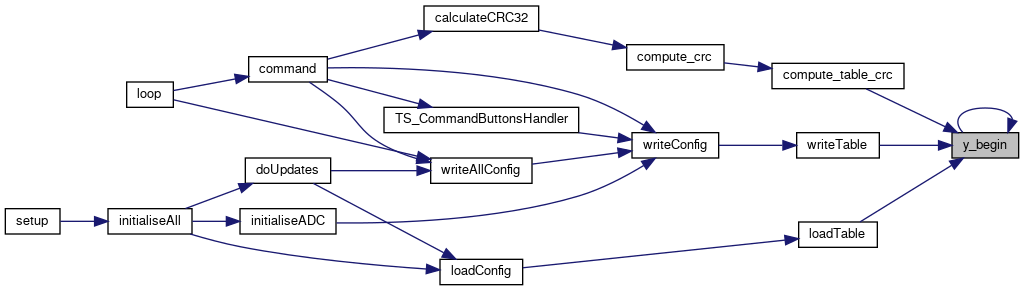 calculateCRC32
compute_crc
command
compute_table_crc
loop
TS_CommandButtonsHandler
writeConfig
writeTable
y_begin
doUpdates
writeAllConfig
setup
initialiseAll
initialiseADC
loadTable
loadConfig